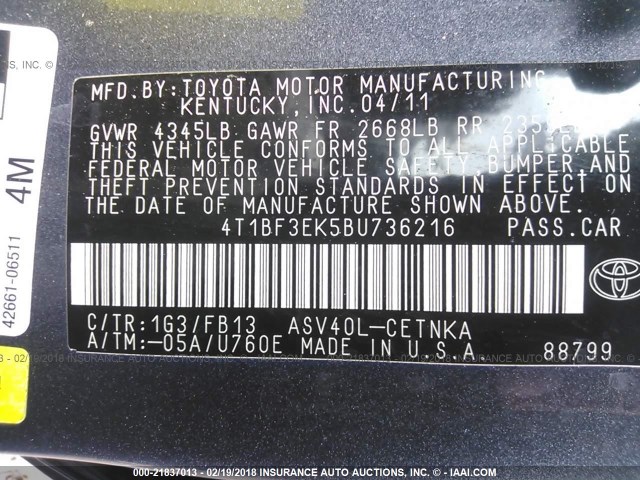 MFD. BY: TOYOTA MOTOR MANUFACTURING
KENTUCKY, INC. 04/11
GVWR 4345LB GAWR FR 2668LB RR
THIS VEHICLE CONFORMS TO ALL APPLICABLE
FEDERAL MOTOR VEHICLE SAFETY, BUMPER, AND
THEFT PREVENTION STANDARDS IN EFFECT ON
THE DATE OF MANUFACTURE SHOWN ABOVE.
4T1BF3EK5BU736216 PASS. CAR
C/TR: 1G3/FB13 ASV40L-CETNKA
A/TM: -05A/U760E MADE IN U.S.A.
88799
TOYOTA
42661-06511
4M
000-21837013 - 02/19/2018 INSURANCE AUTO AUCTIONS, INC. - © - IAAI.COM